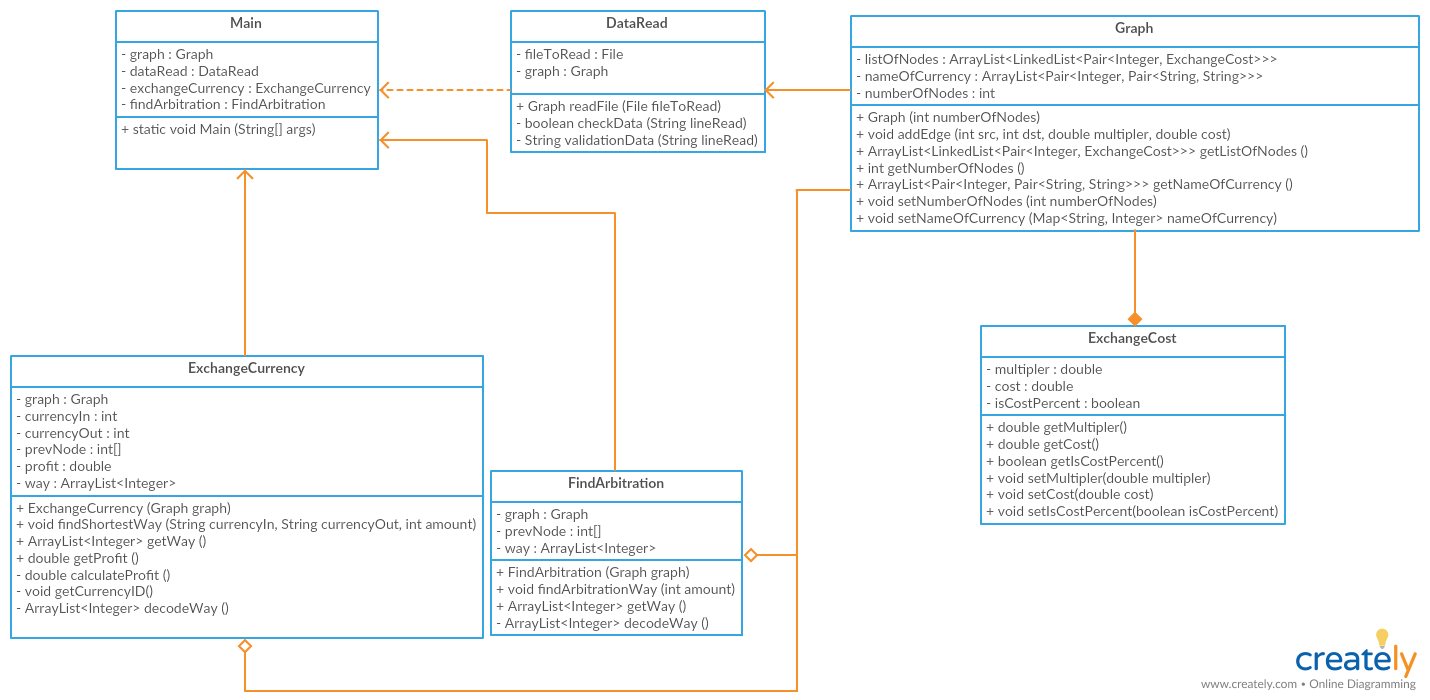 Main
- graph : Graph
- dataRead : DataRead
- exchangeCurrency : ExchangeCurrency
- findArbitration : FindArbitration
+ static void Main (String[] args)
DataRead
- fileToRead : File
- graph : Graph
+ Graph readFile (File fileToRead)
- boolean checkData (String lineRead)
- String validationData (String lineRead)
Graph
- listOfNodes : ArrayList<LinkedList<Pair<Integer, ExchangeCost>>>
- nameOfCurrency : ArrayList<Pair<Integer, Pair<String, String>>>
- numberOfNodes : int
+ Graph (int numberOfNodes)
+ void addEdge (int src, int dst, double multipler, double cost)
+ ArrayList<LinkedList<Pair<Integer, ExchangeCost>>> getListOfNodes ()
+ int getNumberOfNodes ()
+ ArrayList<Pair<Integer, Pair<String, String>>> getNameOfCurrency ()
+ void setNumberOfNodes (int numberOfNodes)
+ void setNameOfCurrency (Map<String, Integer> nameOfCurrency)
ExchangeCurrency
- graph : Graph
- currencyIn : int
- currencyOut : int
- prevNode : int[]
- profit : double
- way : ArrayList<Integer>
+ ExchangeCurrency (Graph graph)
+ void findShortestWay (String currencyIn, String currencyOut, int amount)
+ ArrayList<Integer> getWay ()
+ double getProfit ()
- double calculateProfit ()
- void getCurrencyID()
- ArrayList<Integer> decodeWay ()
FindArbitration
- graph : Graph
- prevNode : int[]
- way : ArrayList<Integer>
+ FindArbitration (Graph graph)
+ void findArbitrationWay (int amount)
+ ArrayList<Integer> getWay ()
- ArrayList<Integer> decodeWay ()
ExchangeCost
- multipler : double
- cost : double
- isCostPercent : boolean
+ double getMultipler()
+ double getCost()
+ boolean getIsCostPercent()
+ void setMultipler(double multipler)
+ void setCost(double cost)
+ void setIsCostPercent(boolean isCostPercent)
creately
www.creately.com • Online Diagramming